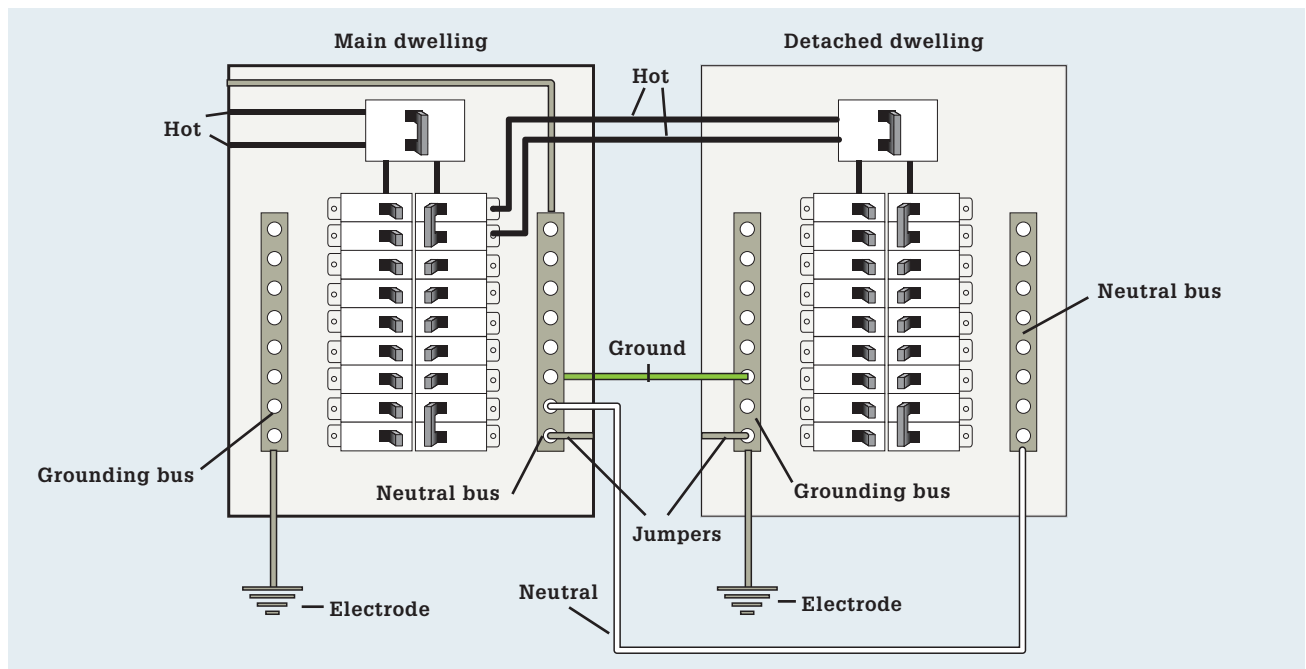 Main dwelling
Detached dwelling
Hot
Hot
Neutral bus
Ground
Grounding bus
Neutral bus
Grounding bus
Jumpers
Neutral
Electrode
Electrode